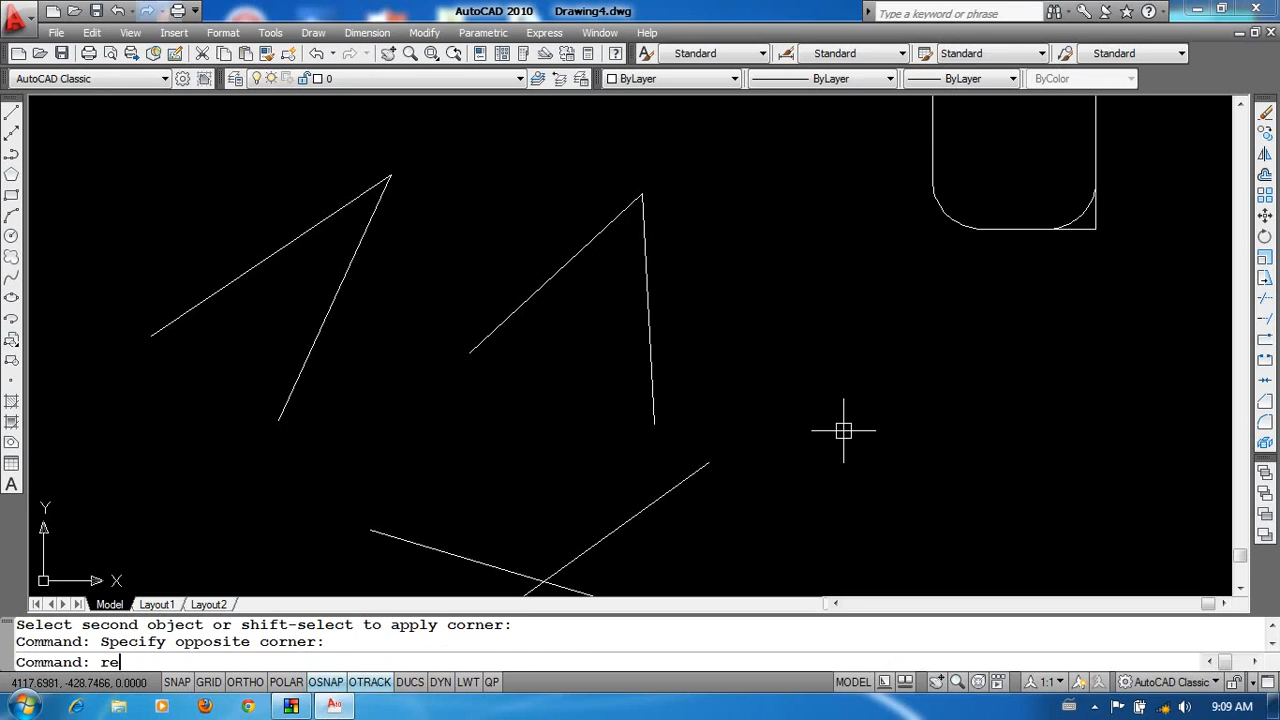 AutoCAD 2010 Drawing4.dwg
Type a keyword or phrase
File Edit View Insert Format Tools Draw Dimension Modify Parametric Express Window Help
Standard Standard Standard Standard
AutoCAD Classic 0 ByLayer ByLayer ByLayer ByColor
A
Y
X
Model Layout1 Layout2
Select second object or shift-select to apply corner:
Command: Specify opposite corner:
Command: re
4117.6981, -428.7466, 0.0000 SNAP GRID ORTHO POLAR OSNAP OTRACK DUCS DYN LWT QP MODEL 1:1 AutoCAD Classic
9:09 AM